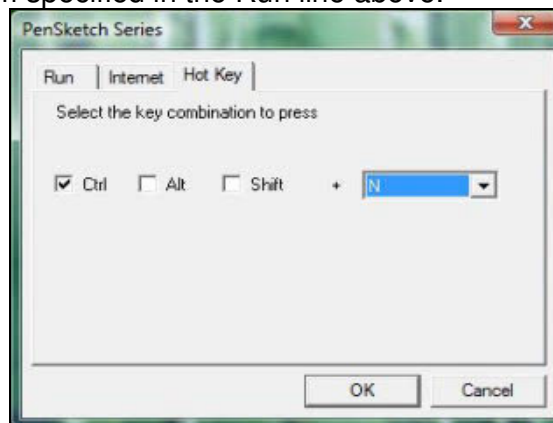 specified in the Run line above.
PenSketch Series
Run Internet Hot Key
Select the key combination to press
Ctrl Alt Shift + N
OK Cancel